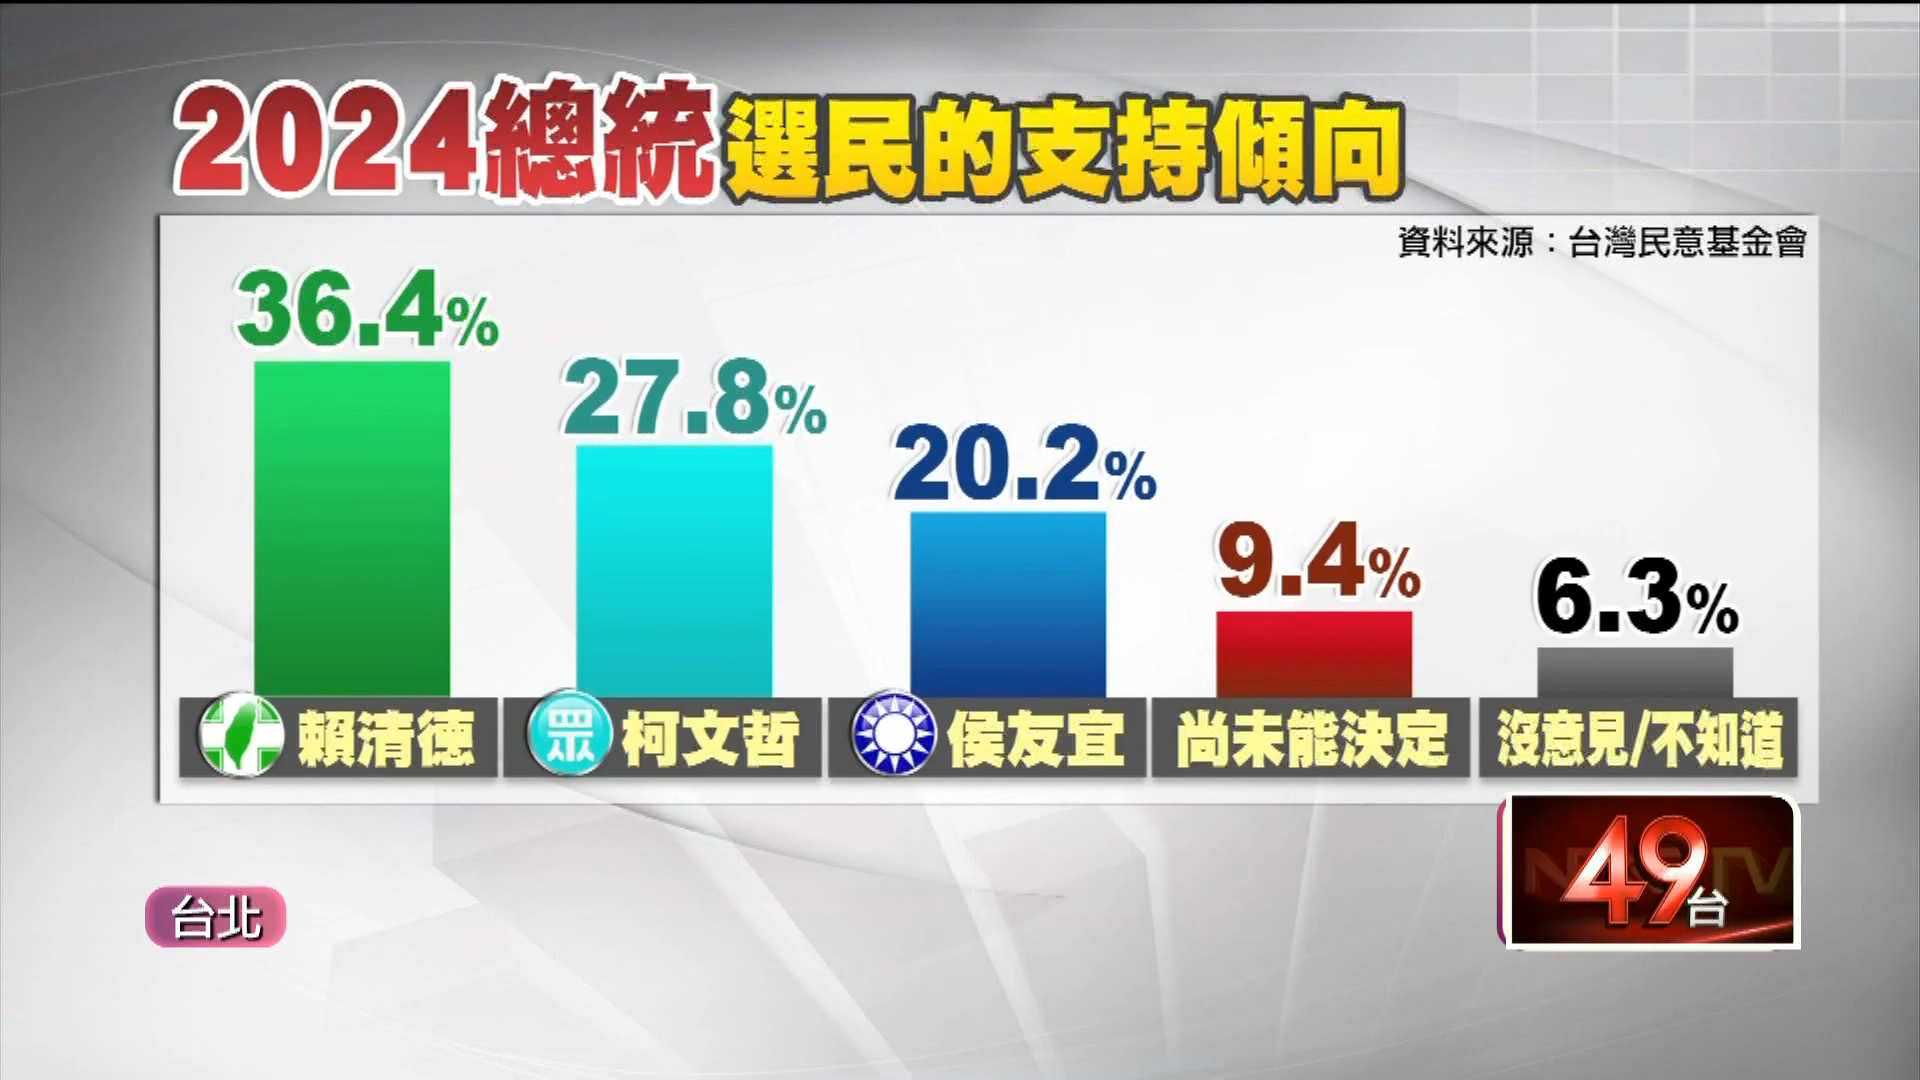 2024總統選民的支持傾向
資料來源：台灣民意基金會
36.4%
27.8%
20.2%
9.4%
6.3%
賴清德
眾 柯文哲
侯友宜
尚未能決定
沒意見/不知道
49台
台北